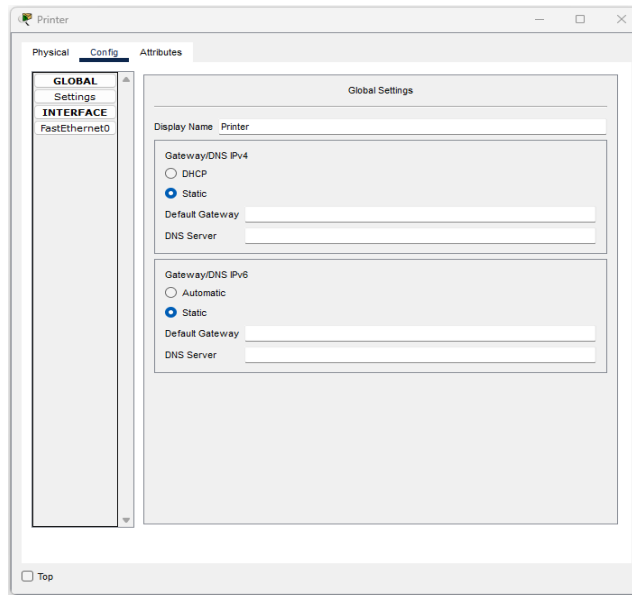 Printer
Physical Config Attributes
GLOBAL
Settings
INTERFACE
FastEthernet0
Global Settings
Display Name Printer
Gateway/DNS IPv4
DHCP
Static
Default Gateway
DNS Server
Gateway/DNS IPv6
Automatic
Static
Default Gateway
DNS Server
Top